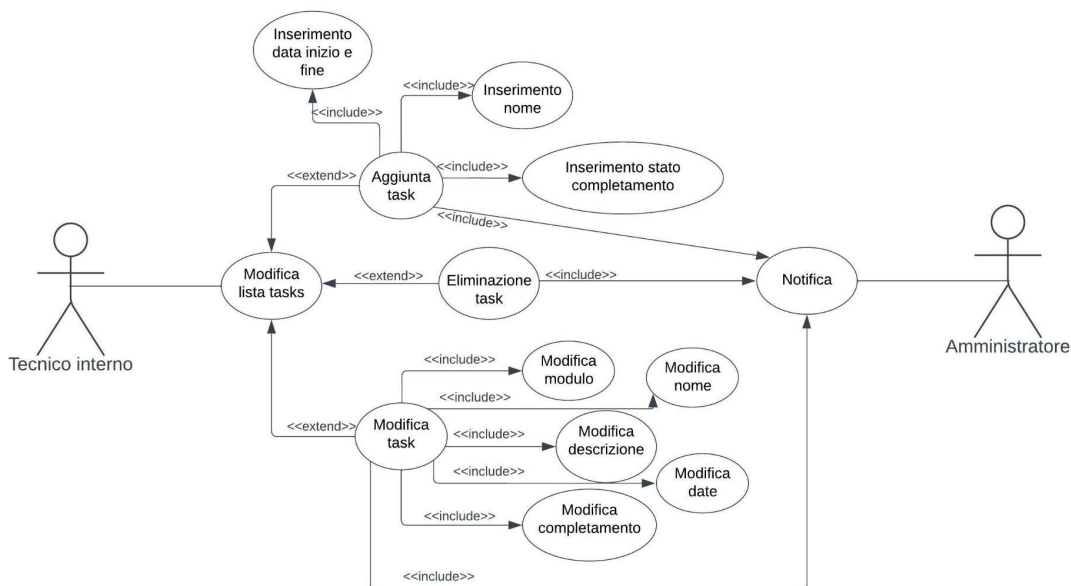 Inserimento
data inizio e
fine
<<include>>
Inserimento
nome
<<include>>
<<include>>
Inserimento stato
completamento
<<extend>>
Aggiunta
task
<<include>>
Modifica
lista tasks
<<extend>>
Eliminazione
task
<<include>>
Notifica
Tecnico interno
Amministratore
<<include>>
Modifica
modulo
Modifica
nome
<<include>>
<<extend>>
Modifica
task
<<include>>
Modifica
descrizione
<<include>>
Modifica
date
<<include>>
Modifica
completamento
<<include>>